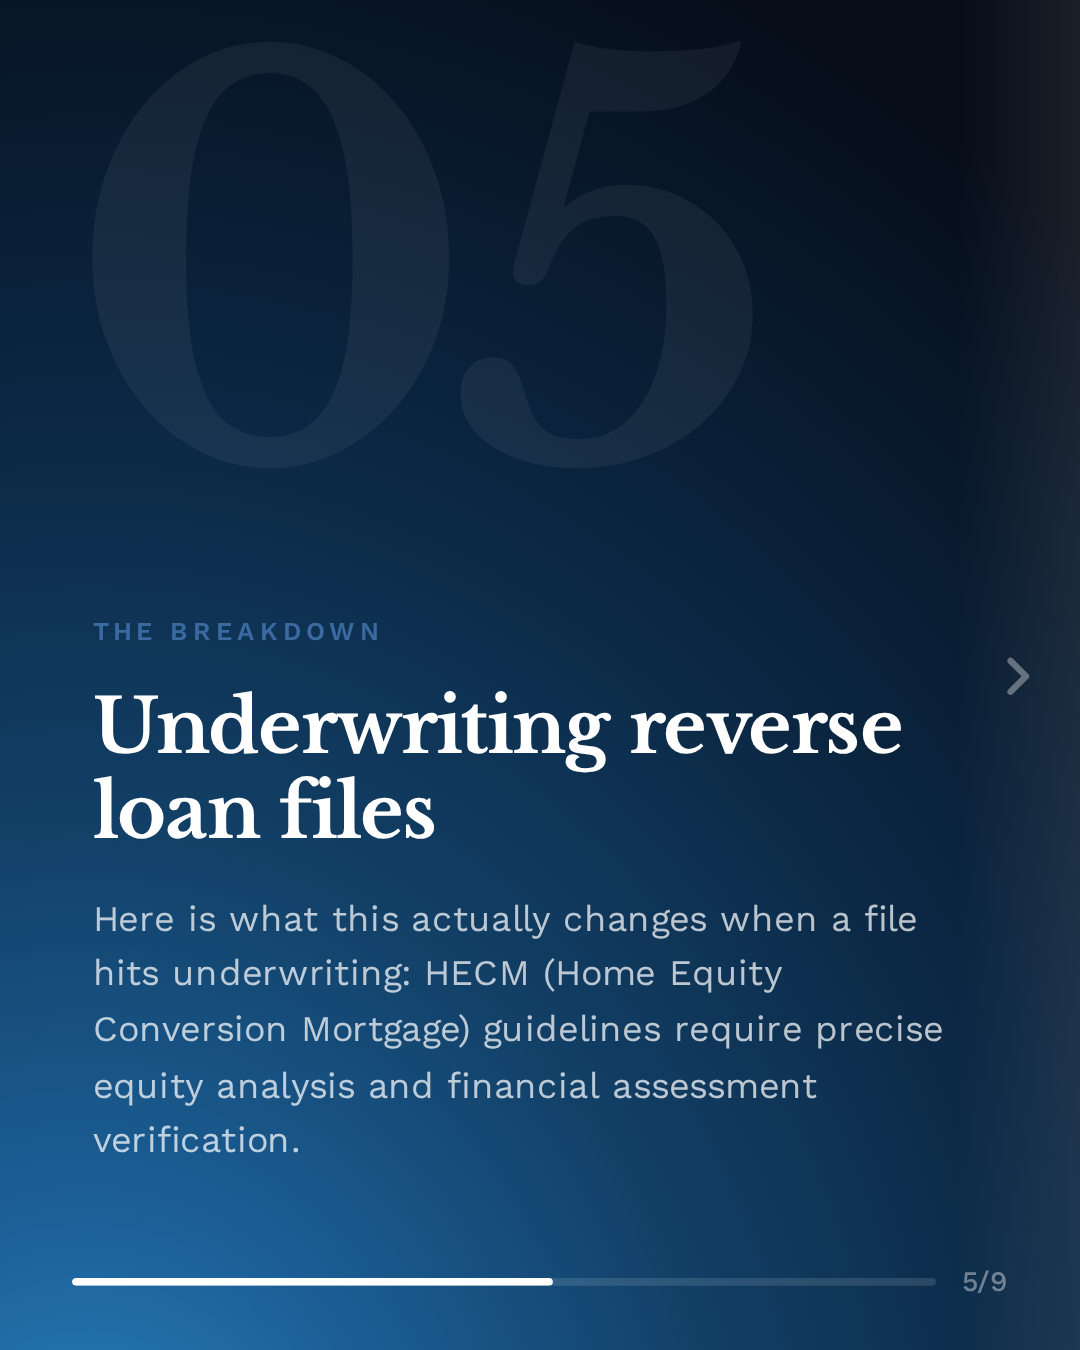 05
THE BREAKDOWN
Underwriting reverse
loan files
Here is what this actually changes when a file
hits underwriting: HECM (Home Equity
Conversion Mortgage) guidelines require precise
equity analysis and financial assessment
verification.
5/9